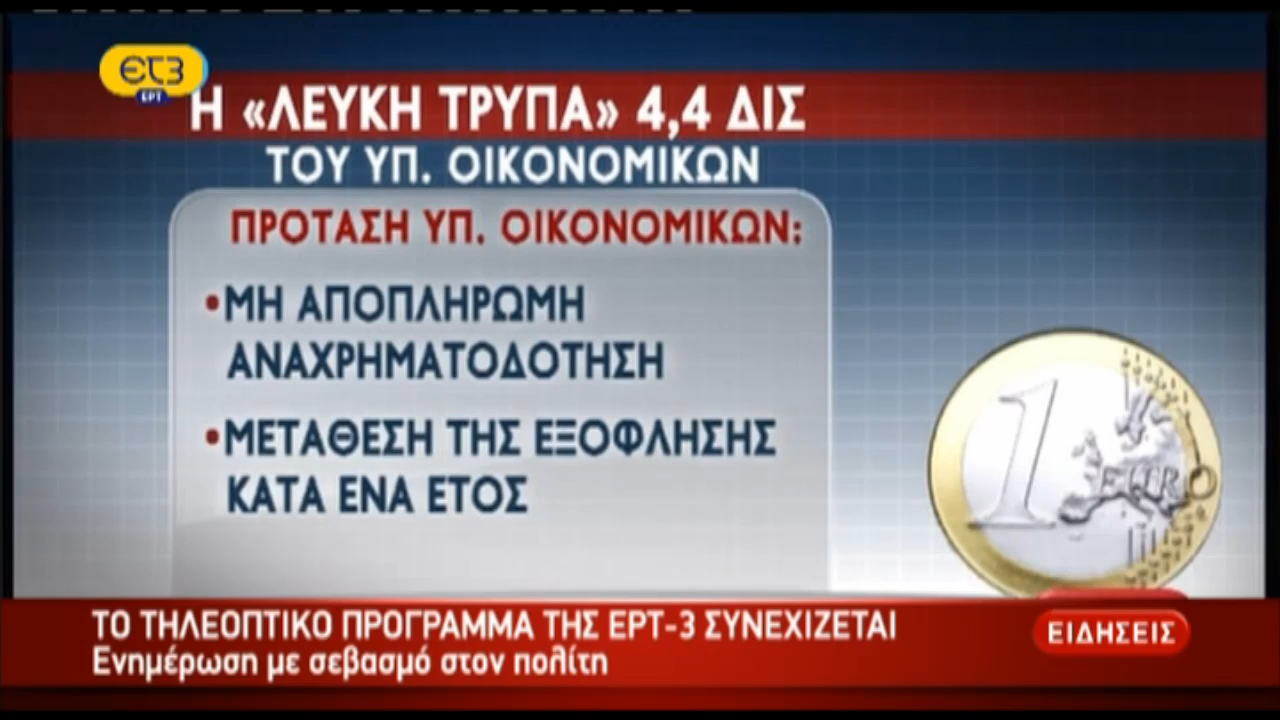 ετ3
ΕΡΤ
Η «ΛΕΥΚΗ ΤΡΥΠΑ» 4,4 ΔΙΣ
ΤΟΥ ΥΠ. ΟΙΚΟΝΟΜΙΚΩΝ
ΠΡΟΤΑΣΗ ΥΠ. ΟΙΚΟΝΟΜΙΚΩΝ:
•ΜΗ ΑΠΟΠΛΗΡΩΜΗ
ΑΝΑΧΡΗΜΑΤΟΔΟΤΗΣΗ
•ΜΕΤΑΘΕΣΗ ΤΗΣ ΕΞΟΦΛΗΣΗΣ
ΚΑΤΑ ΕΝΑ ΕΤΟΣ
1
EURO
ΤΟ ΤΗΛΕΟΠΤΙΚΟ ΠΡΟΓΡΑΜΜΑ ΤΗΣ ΕΡΤ-3 ΣΥΝΕΧΙΖΕΤΑΙ
ΕΙΔΗΣΕΙΣ
Ενημέρωση με σεβασμό στον πολίτη